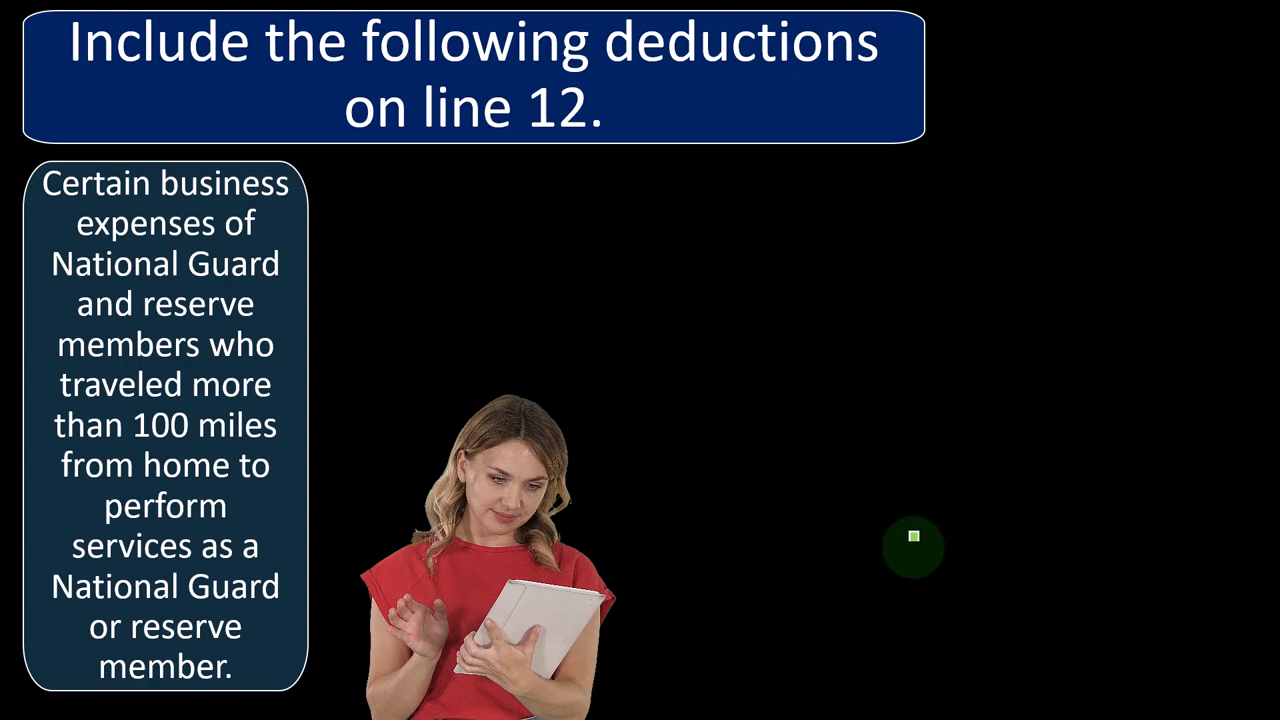 Include the following deductions
on line 12.
Certain business
expenses of
National Guard
and reserve
members who
traveled more
than 100 miles
from home to
perform
services as a
National Guard
or reserve
member.